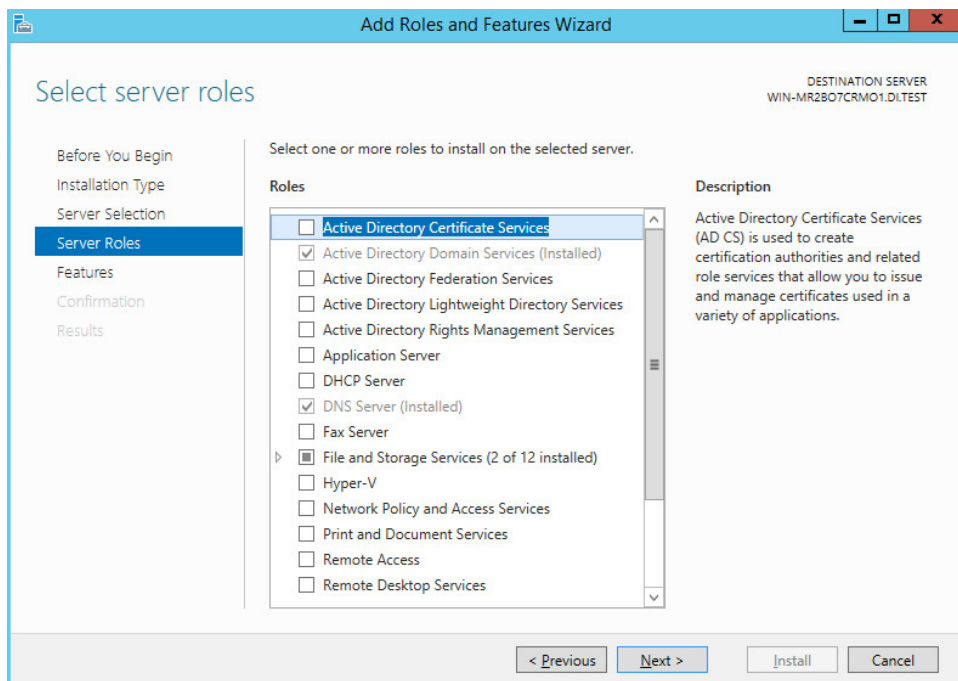 Add Roles and Features Wizard
Select server roles
DESTINATION SERVER
WIN-MR2BO7CRMO1.DI.TEST
Before You Begin
Installation Type
Server Selection
Server Roles
Features
Confirmation
Results
Select one or more roles to install on the selected server.
Roles
Active Directory Certificate Services
Active Directory Domain Services (Installed)
Active Directory Federation Services
Active Directory Lightweight Directory Services
Active Directory Rights Management Services
Application Server
DHCP Server
DNS Server (Installed)
Fax Server
File and Storage Services (2 of 12 installed)
Hyper-V
Network Policy and Access Services
Print and Document Services
Remote Access
Remote Desktop Services
Description
Active Directory Certificate Services
(AD CS) is used to create
certification authorities and related
role services that allow you to issue
and manage certificates used in a
variety of applications.
< Previous
Next >
Install
Cancel